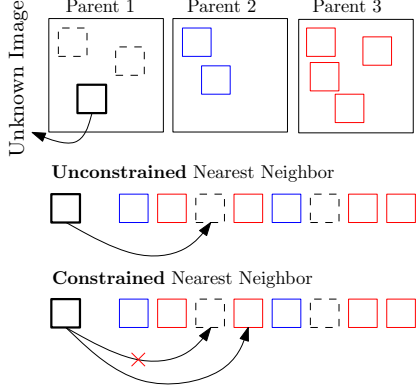 Parent 1 Parent 2 Parent 3
Unknown Image
Unconstrained Nearest Neighbor
Constrained Nearest Neighbor